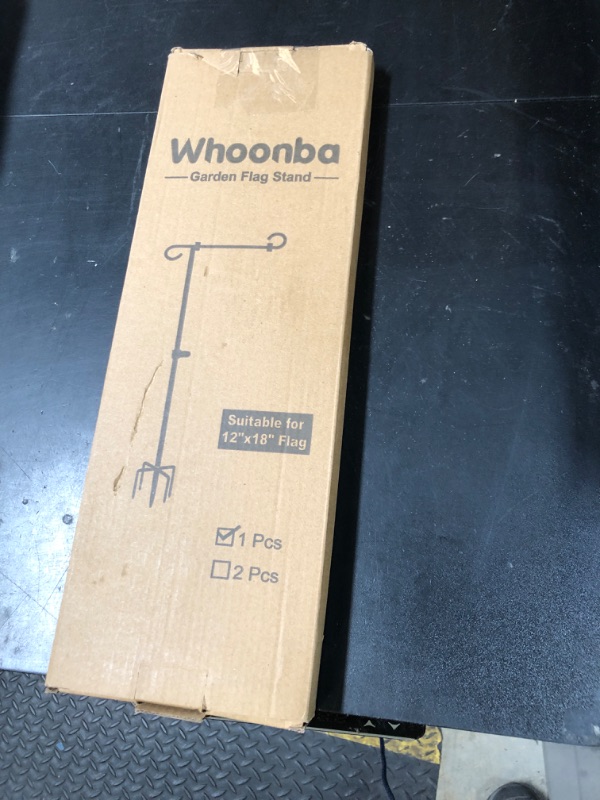 Whoonba
Garden Flag Stand
Suitable for
12"x18" Flag
1 Pcs
2 Pcs